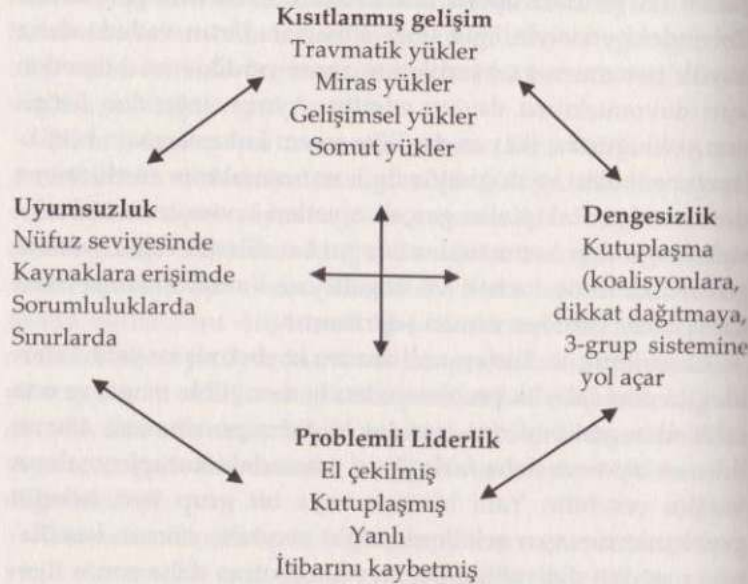 Kısıtlanmış gelişim
Travmatik yükler
Miras yükler
Gelişimsel yükler
Somut yükler
Uyumsuzluk
Nüfuz seviyesinde
Kaynaklara erişimde
Sorumluluklarda
Sınırlarda
Dengesizlik
Kutuplaşma
(koalisyonlara,
dikkat dağıtmaya,
3-grup sistemine
yol açar
Problemli Liderlik
El çekilmiş
Kutuplaşmış
Yanlı
İtibarını kaybetmiş